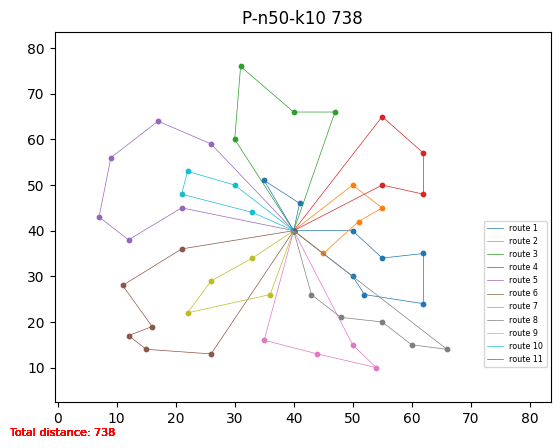 P-n50-k10 738
80
70
60
50
40
30
20
10
0 10 20 30 40 50 60 70 80
route 1
route 2
route 3
route 4
route 5
route 6
route 7
route 8
route 9
route 10
route 11
Total distance: 738